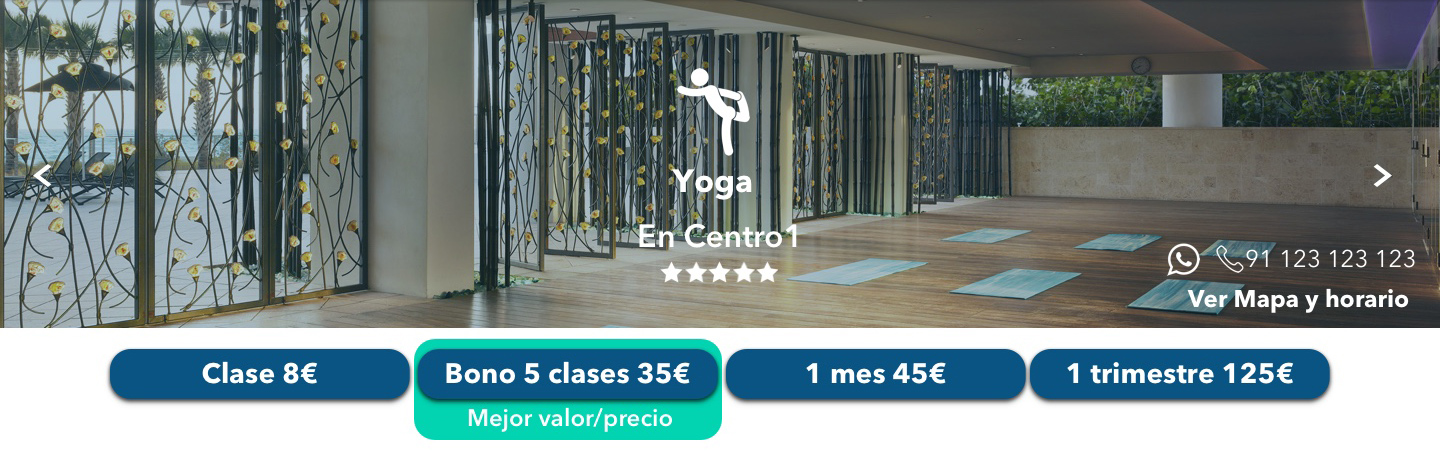 Yoga
En Centro1
91 123 123 123
Ver Mapa y horario
Clase 8€
Bono 5 clases 35€
1 mes 45€
1 trimestre 125€
Mejor valor/precio